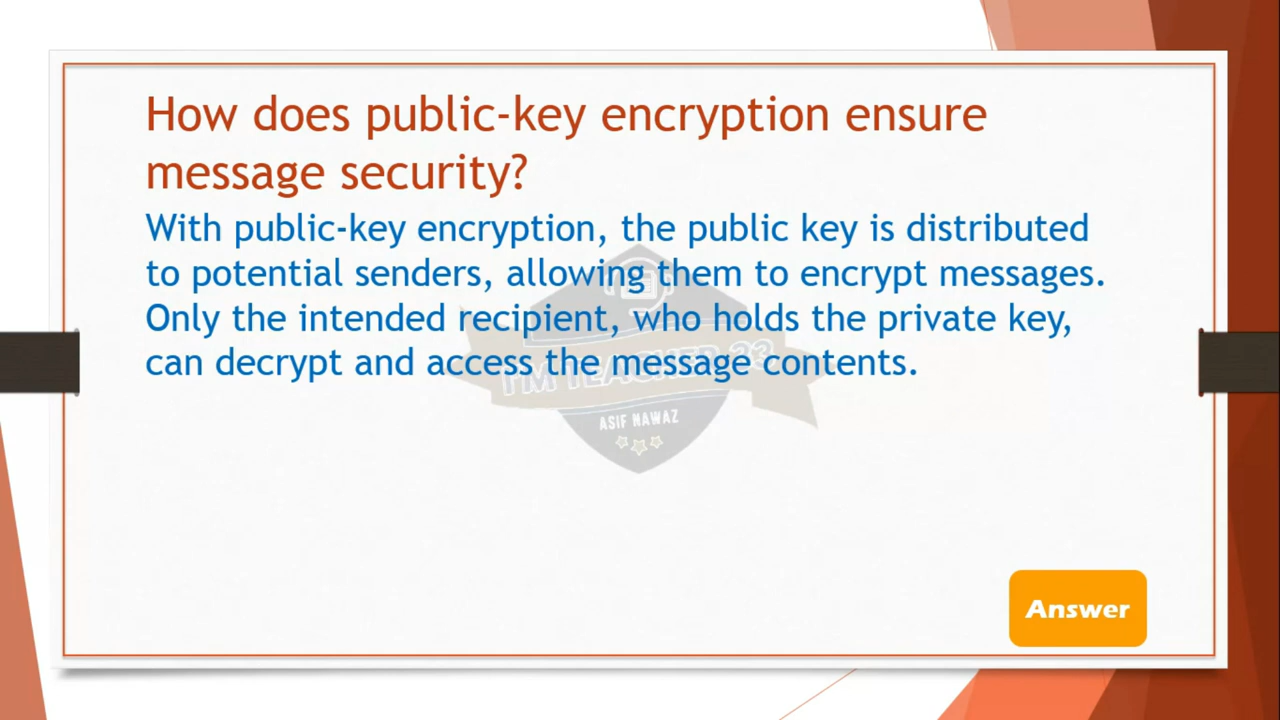 How does public-key encryption ensure
message security?
With public-key encryption, the public key is distributed
to potential senders, allowing them to encrypt messages.
Only the intended recipient, who holds the private key,
can decrypt and access the message contents.
I'M TEACHER 23
ASIF NAWAZ
Answer